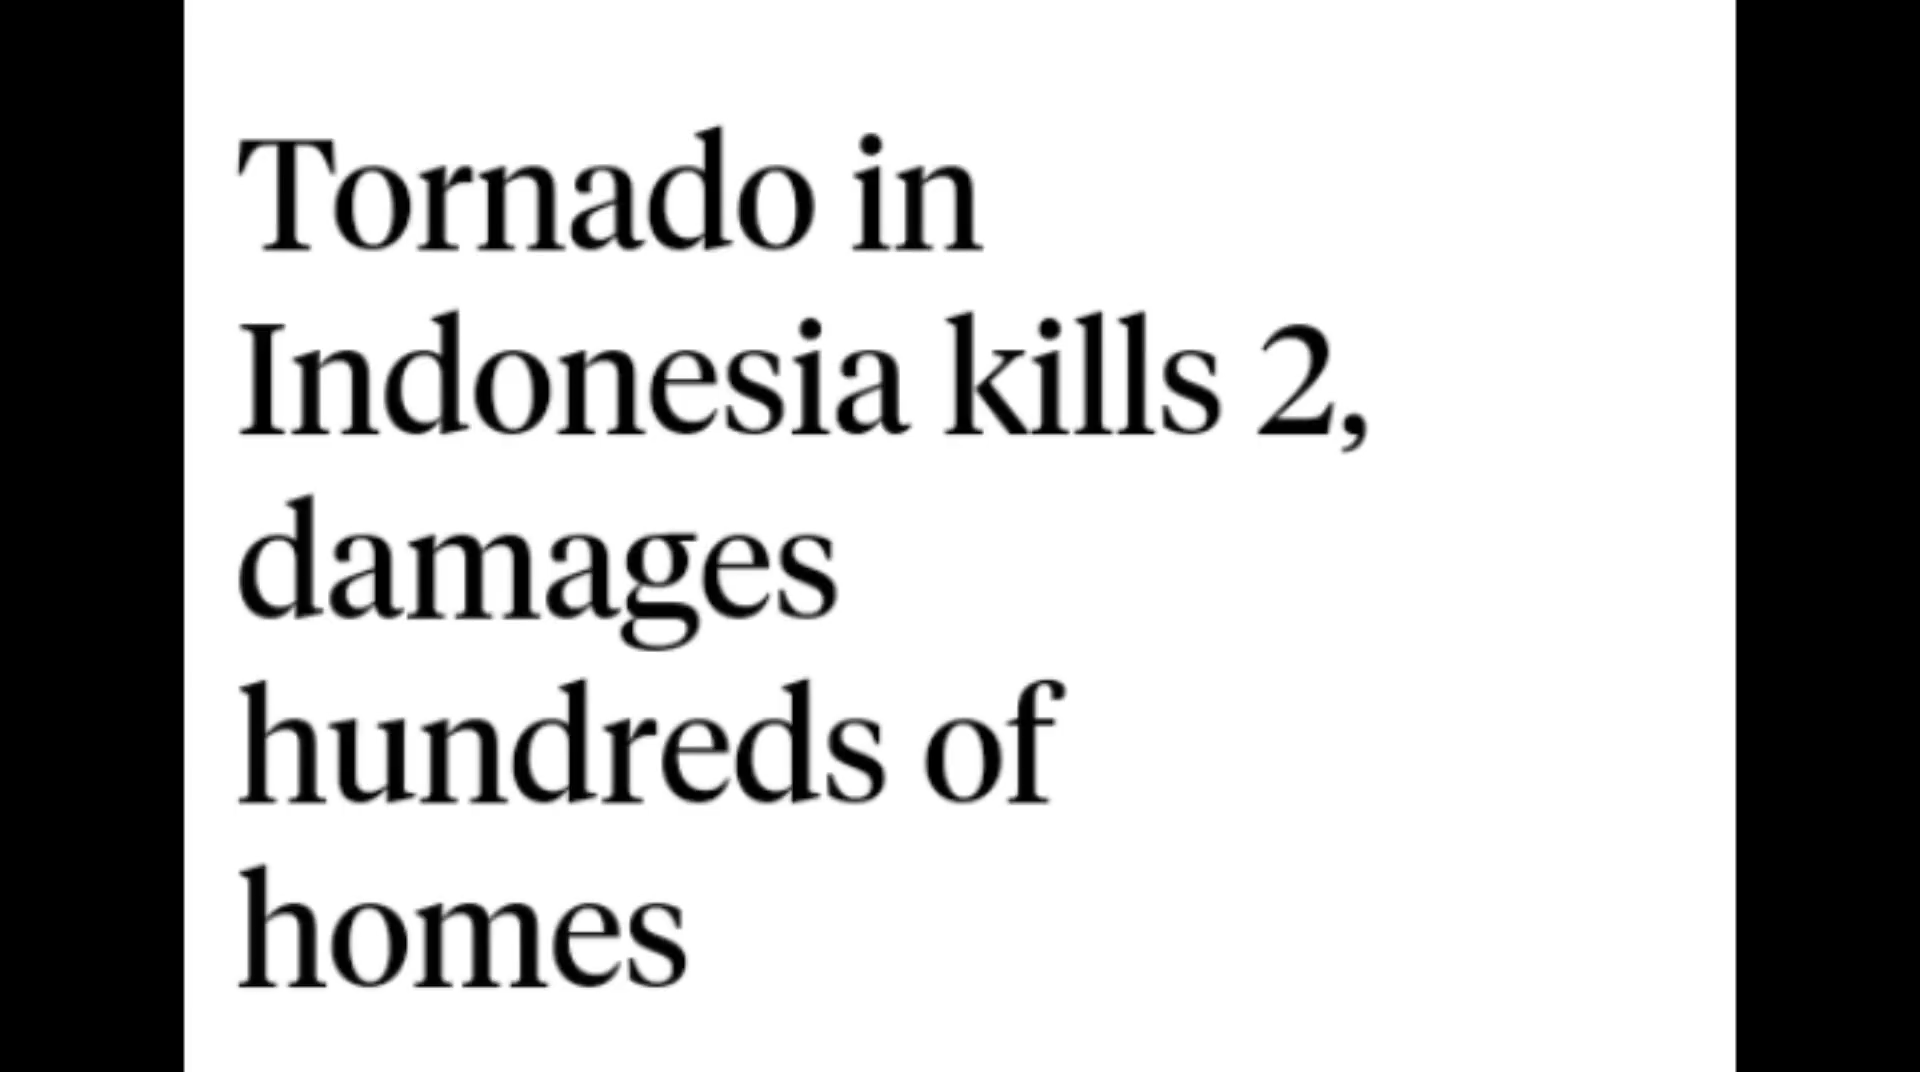 Tornado in
Indonesia kills 2,
damages
hundreds of
homes